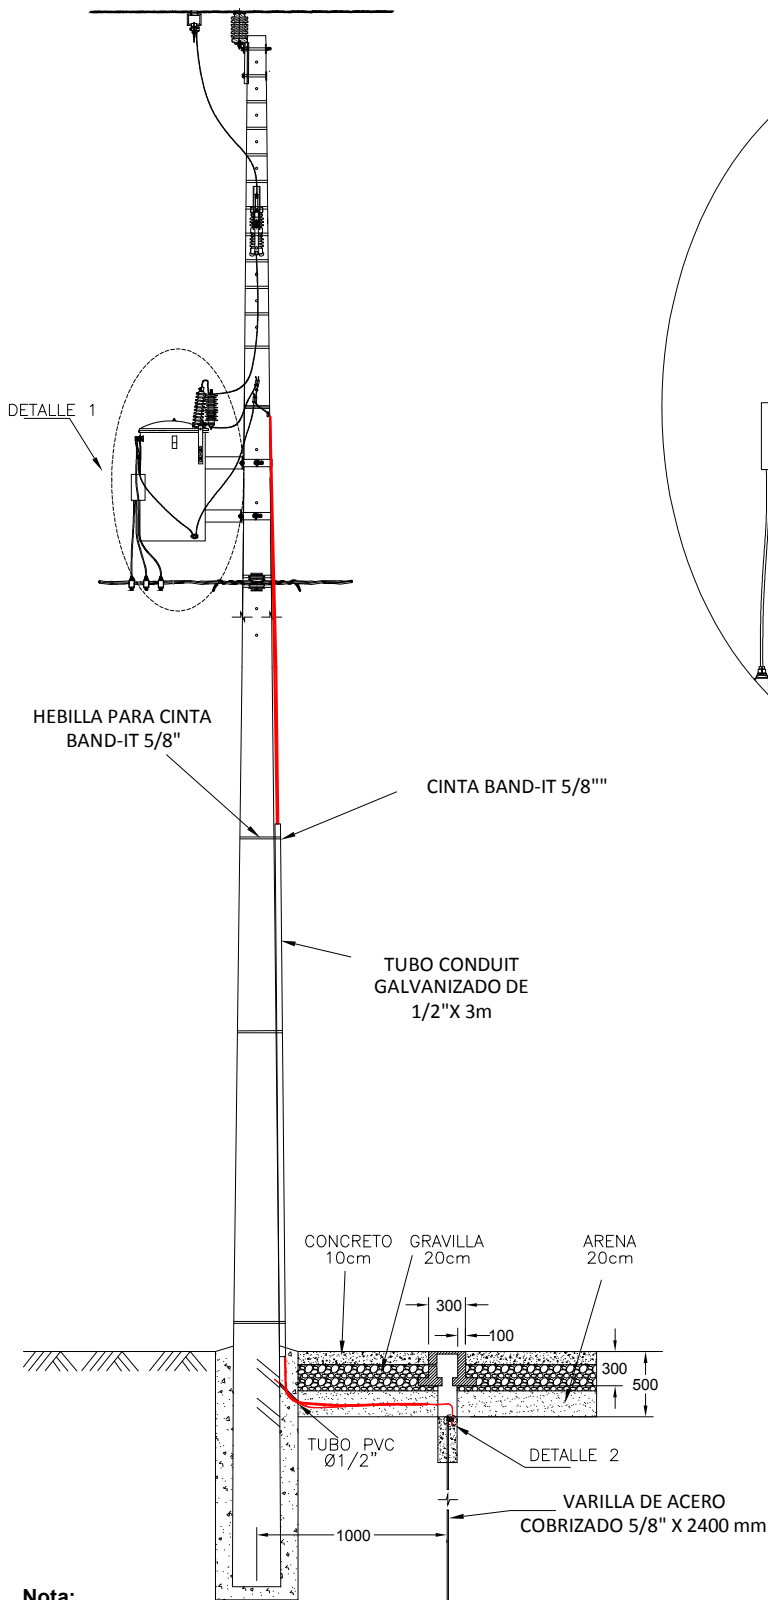 DETALLE 1
HEBILLA PARA CINTA
BAND-IT 5/8"
CINTA BAND-IT 5/8""
TUBO CONDUIT
GALVANIZADO DE
1/2"X 3m
CONCRETO
10cm
GRAVILLA
20cm
ARENA
20cm
300
100
300
500
TUBO PVC
Ø1/2"
DETALLE 2
VARILLA DE ACERO
COBRIZADO 5/8" X 2400 mm
1000
Nota: